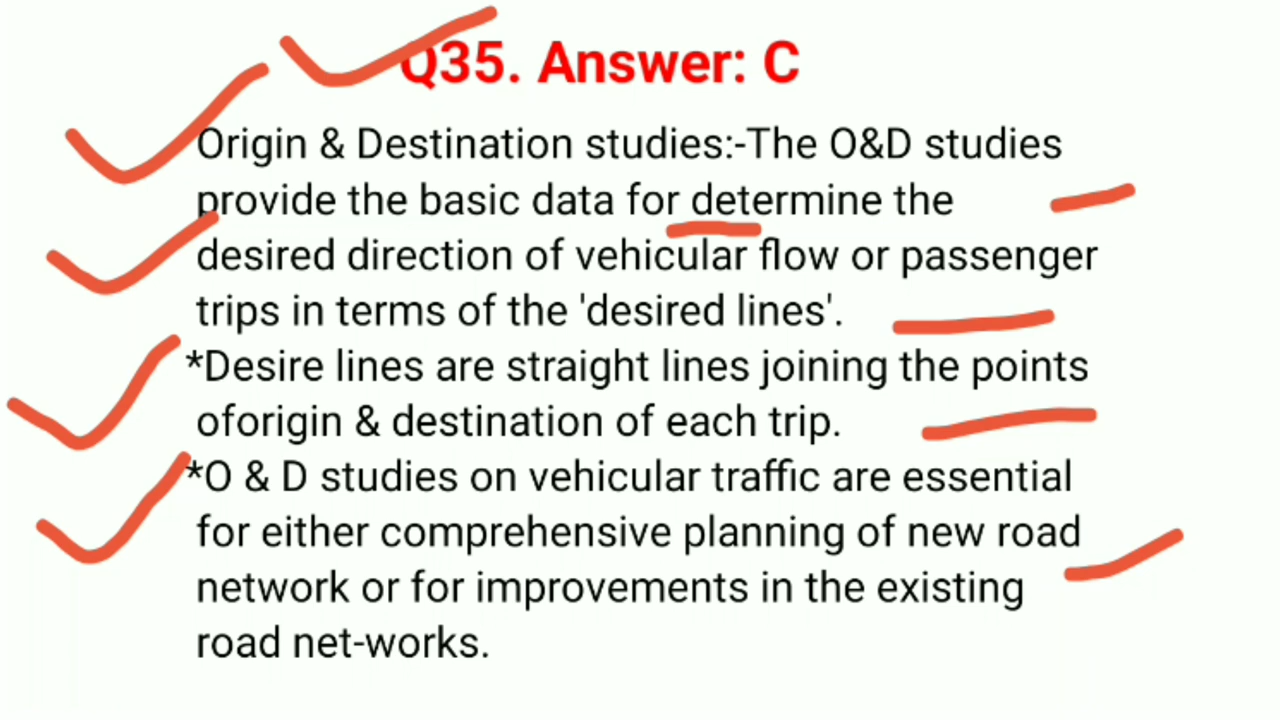 Q35. Answer: C
Origin & Destination studies:-The O&D studies
provide the basic data for determine the
desired direction of vehicular flow or passenger
trips in terms of the 'desired lines'.
*Desire lines are straight lines joining the points
oforigin & destination of each trip.
*O & D studies on vehicular traffic are essential
for either comprehensive planning of new road
network or for improvements in the existing
road net-works.